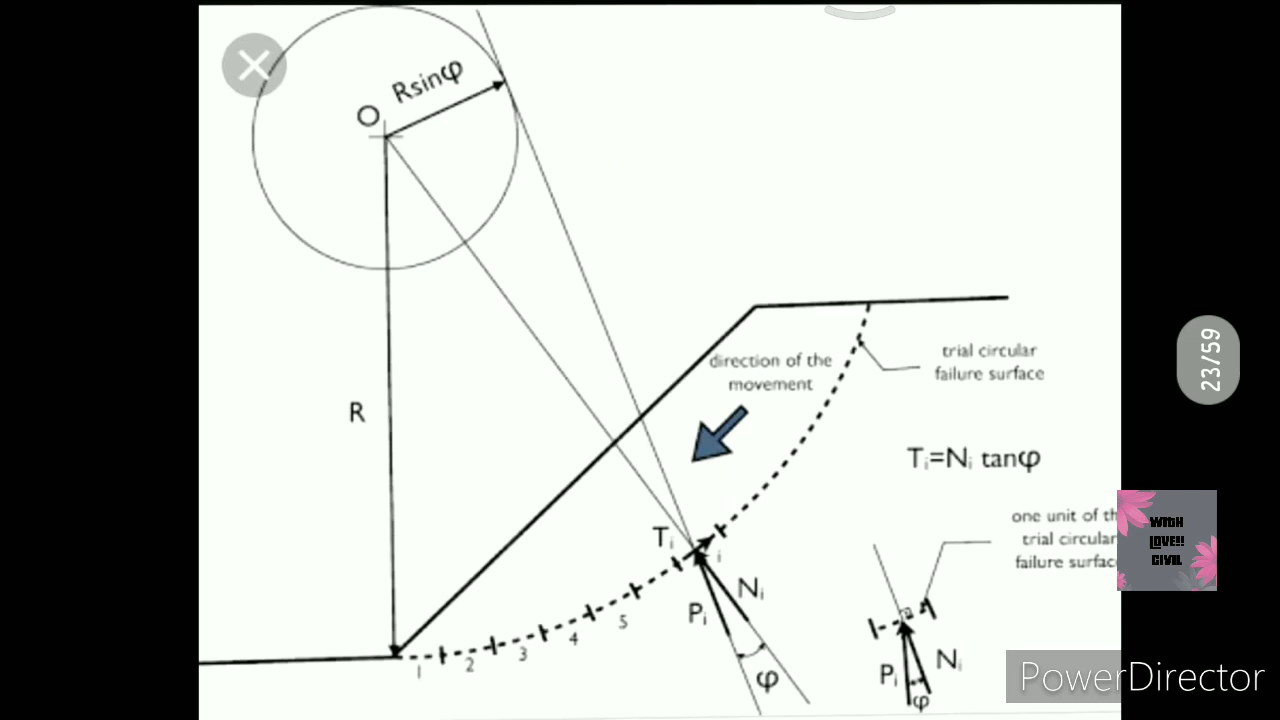 Rsinφ
O
R
direction of the
movement
trial circular
failure surface
Ti=Ni tanφ
one unit of th
trial circular
failure surfac
Ti
i
Ni
Pi
φ
1
2
3
4
5
Pi
Ni
φ
23/59
WITH
LOVE!!
CIVIL
PowerDirector